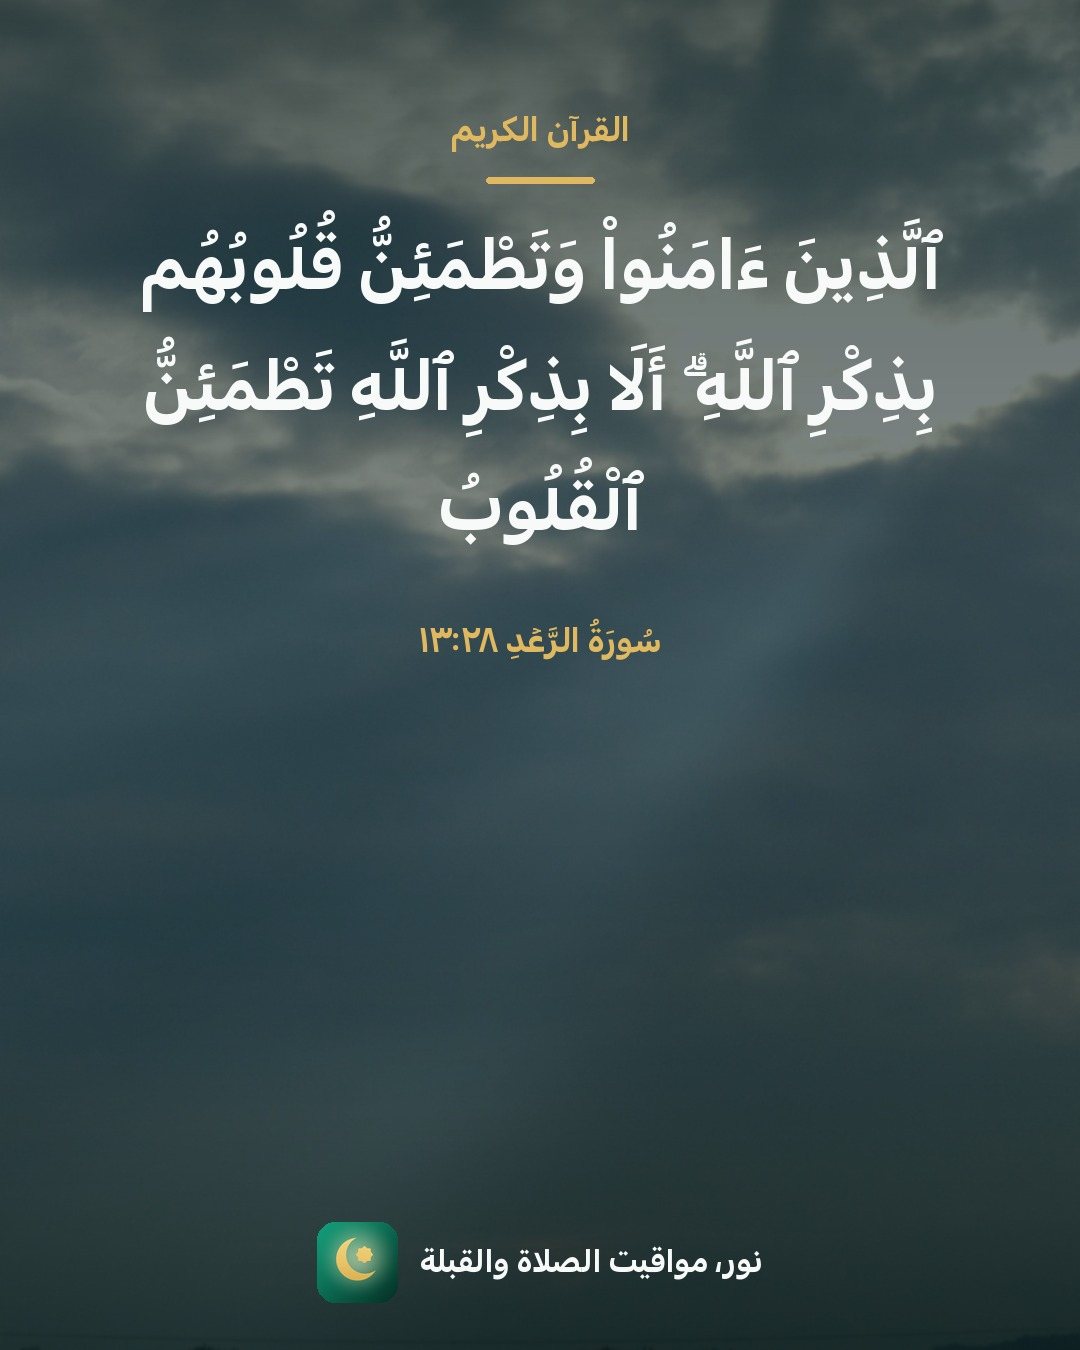 القرآن الكريم
ٱلَّذِينَ ءَامَنُوا۟ وَتَطْمَئِنُّ قُلُوبُهُم
بِذِكْرِ ٱللَّهِ ۗ أَلَا بِذِكْرِ ٱللَّهِ تَطْمَئِنُّ
ٱلْقُلُوبُ
سُورَةُ الرَّعۡدِ ١٣:٢٨
نور، مواقيت الصلاة والقبلة